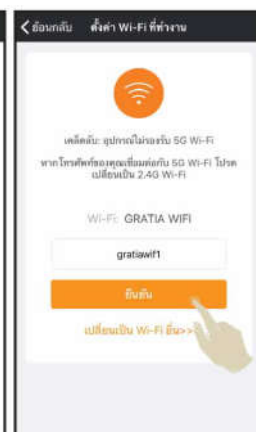 ย้อนกลับ ตั้งค่า Wi-Fi ที่ทำงาน
เคล็ดลับ: อุปกรณ์ไม่รองรับ 5G Wi-Fi
หากโทรศัพท์ของคุณเชื่อมต่อกับ 5G Wi-Fi โปรด
เปลี่ยนเป็น 2.4G Wi-Fi
Wi-Fi: GRATIA WIFI
gratiawif1
ยืนยัน
เปลี่ยนเป็น Wi-Fi อื่น>>